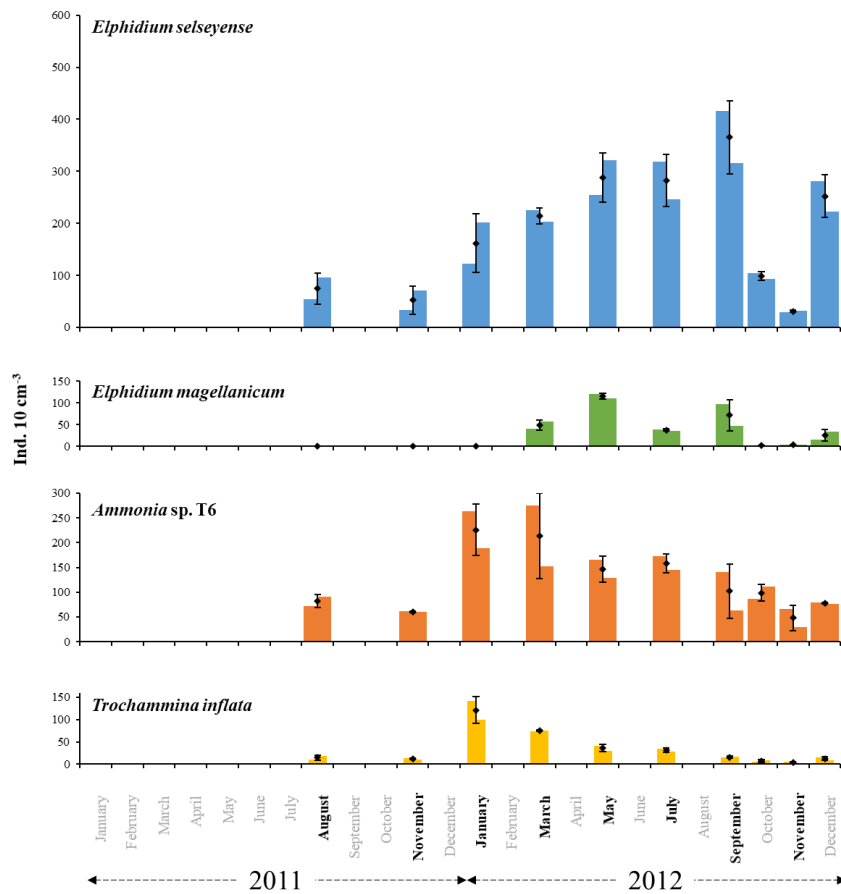 Elphidium selseyense
600
500
400
300
200
100
0
Elphidium magellanicum
150
100
50
0
Ind. 10 cm-3
Ammonia sp. T6
300
250
200
150
100
50
0
Trochammina inflata
150
100
50
0
January
February
March
April
May
June
July
August
September
October
November
December
January
February
March
April
May
July
August
September
October
November
December
2011
2012